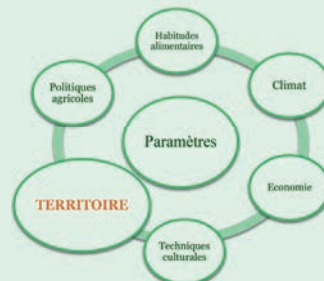 Habitudes
alimentaires
Climat
Politiques
agricoles
Paramètres
Economie
TERRITOIRE
Techniques
culturales